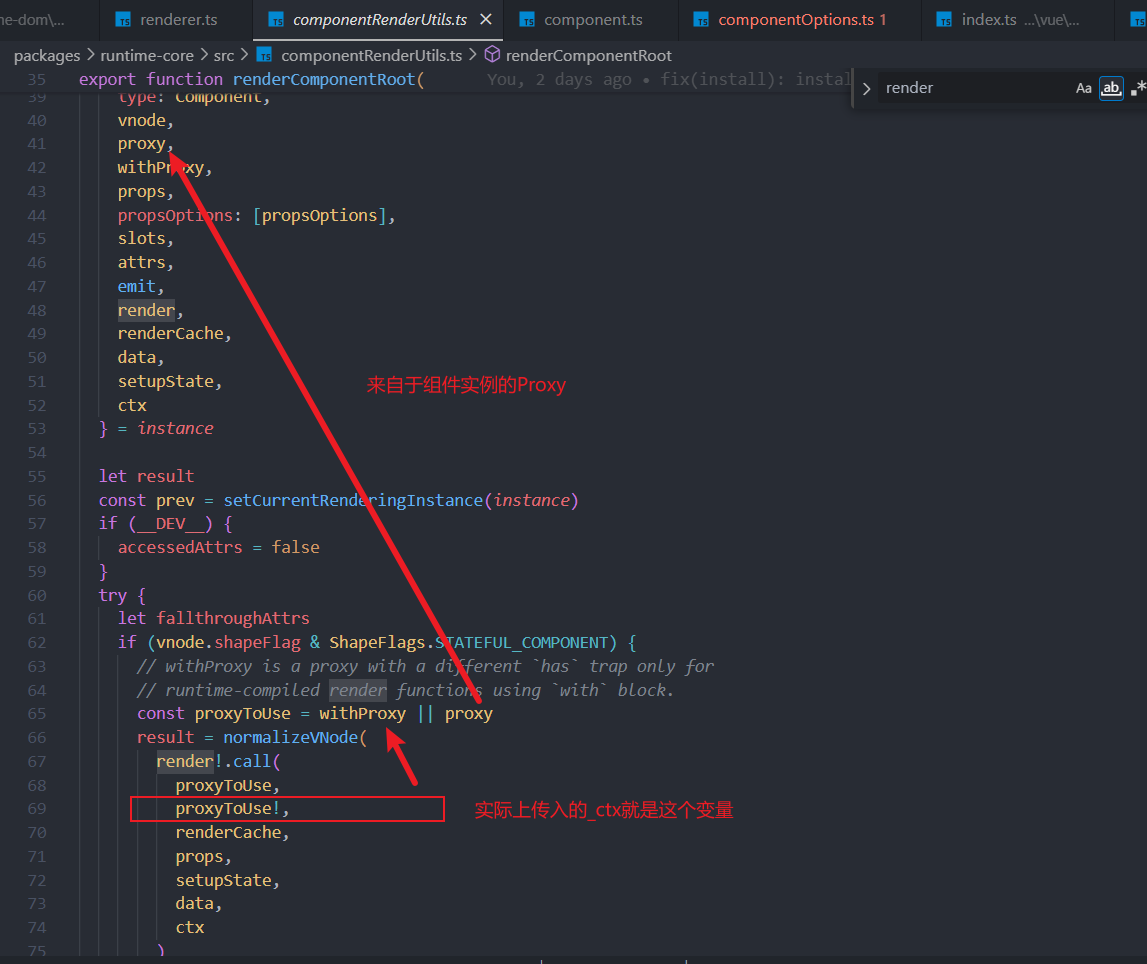 ne-dom\...
TS renderer.ts
TS componentRenderUtils.ts
TS component.ts
TS componentOptions.ts 1
TS index.ts ...\vue\...
TS
packages > runtime-core > src > TS componentRenderUtils.ts > renderComponentRoot
35 export function renderComponentRoot( You, 2 days ago • fix(install): instal
> render Aa ab
39 type: Component,
40 vnode,
41 proxy,
42 withProxy,
43 props,
44 propsOptions: [propsOptions],
45 slots,
46 attrs,
47 emit,
48 render,
49 renderCache,
50 data,
51 setupState,
来自于组件实例的Proxy
52 ctx
53 } = instance
54
55 let result
56 const prev = setCurrentRenderingInstance(instance)
57 if (__DEV__) {
58 accessedAttrs = false
59 }
60 try {
61 let fallthroughAttrs
62 if (vnode.shapeFlag & ShapeFlags.STATEFUL_COMPONENT) {
63 // withProxy is a proxy with a different `has` trap only for
64 // runtime-compiled render functions using `with` block.
65 const proxyToUse = withProxy || proxy
66 result = normalizeVNode(
67 render!.call(
68 proxyToUse,
69 proxyToUse!,
实际上传入的_ctx就是这个变量
70 renderCache,
71 props,
72 setupState,
73 data,
74 ctx
75 )